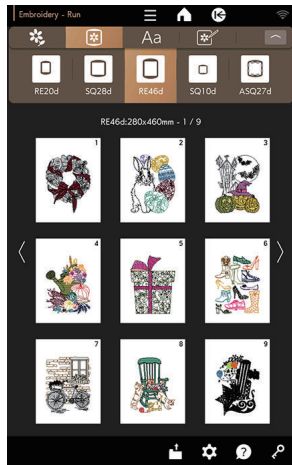 Embroidery - Run
Aa
RE20d SQ28d RE46d SQ10d ASQ27d
RE46d:280x460mm - 1 / 9
1 2 3
4 5 6
7 8 9
?